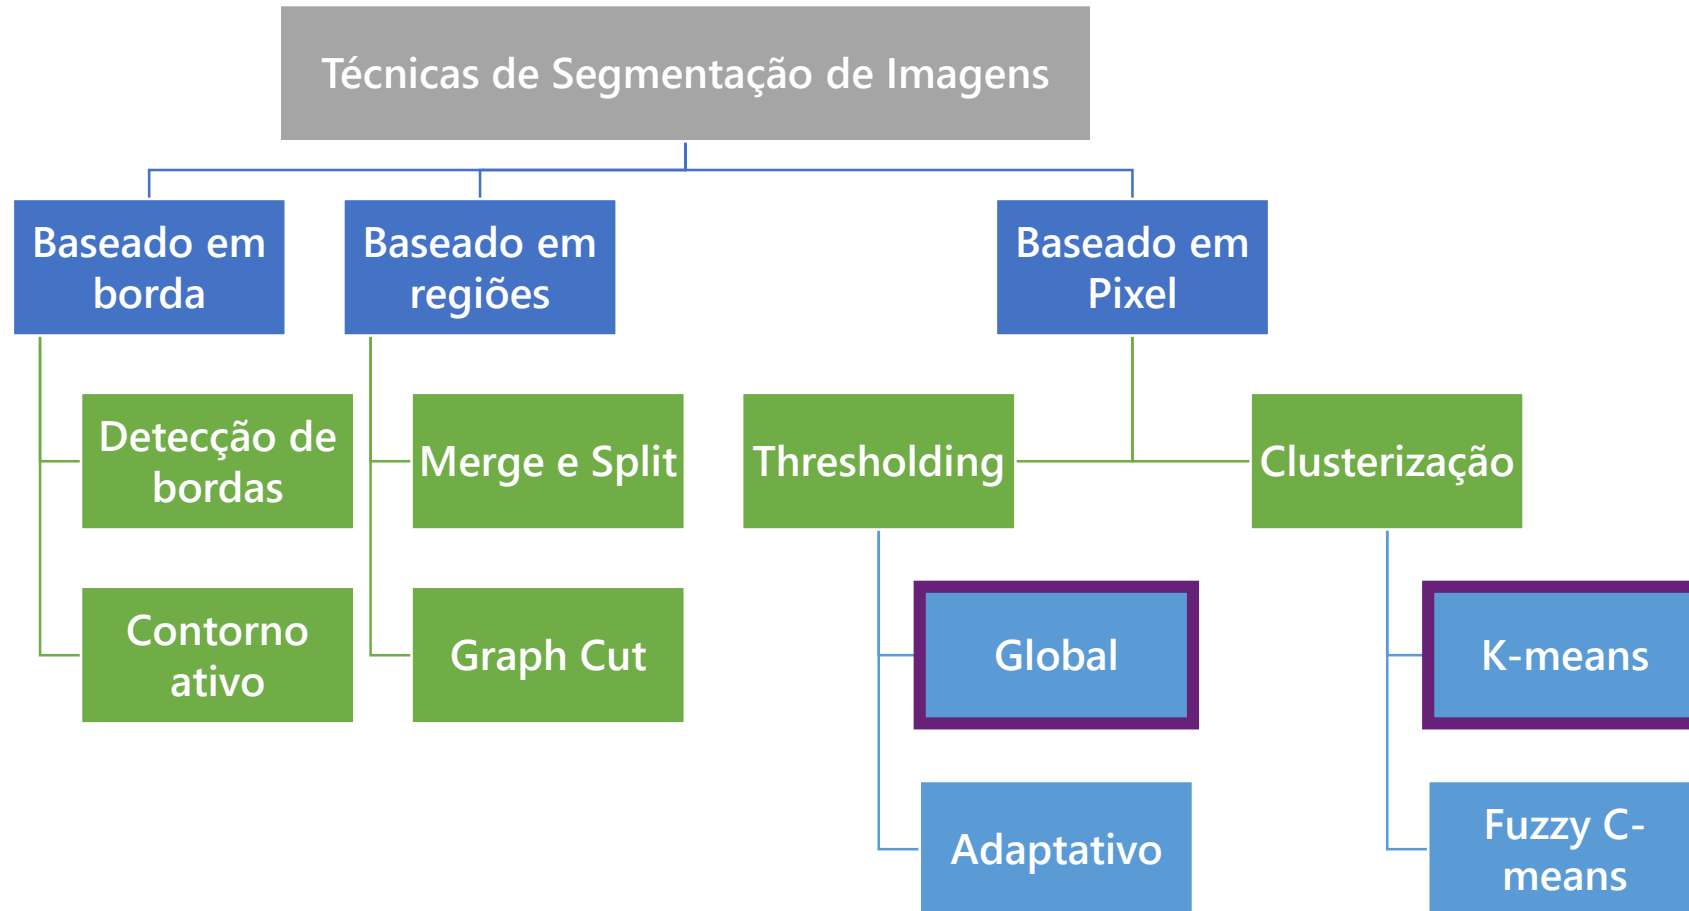 Técnicas de Segmentação de Imagens
Baseado em
borda
Baseado em
regiões
Baseado em
Pixel
Detecção de
bordas
Merge e Split
Thresholding
Clusterização
Contorno
ativo
Graph Cut
Global
K-means
Adaptativo
Fuzzy C-
means